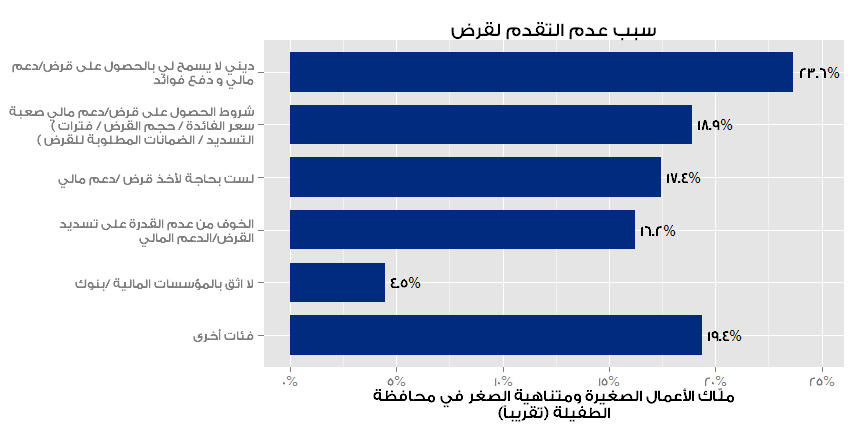 سبب عدم التقدم لقرض
ديني لا يسمح لي بالحصول على قرض/دعم
مالي و دفع فوائد
٢٣.٦%
شروط الحصول على قرض/دعم مالي صعبة
سعر الفائدة / حجم القرض / فترات )
التسديد / الضمانات المطلوبة للقرض )
١٨.٩%
لست بحاجة لأخذ قرض /دعم مالي
١٧.٤%
الخوف من عدم القدرة على تسديد
القرض/الدعم المالي
١٦.٢%
لا اثق بالمؤسسات المالية /بنوك
٤.٥%
فئات أخرى
١٩.٤%
٠% ٥% ١٠% ١٥% ٢٠% ٢٥%
ملّاك الأعمال الصغيرة ومتناهية الصغر في محافظة
الطفيلة (تقريباً)